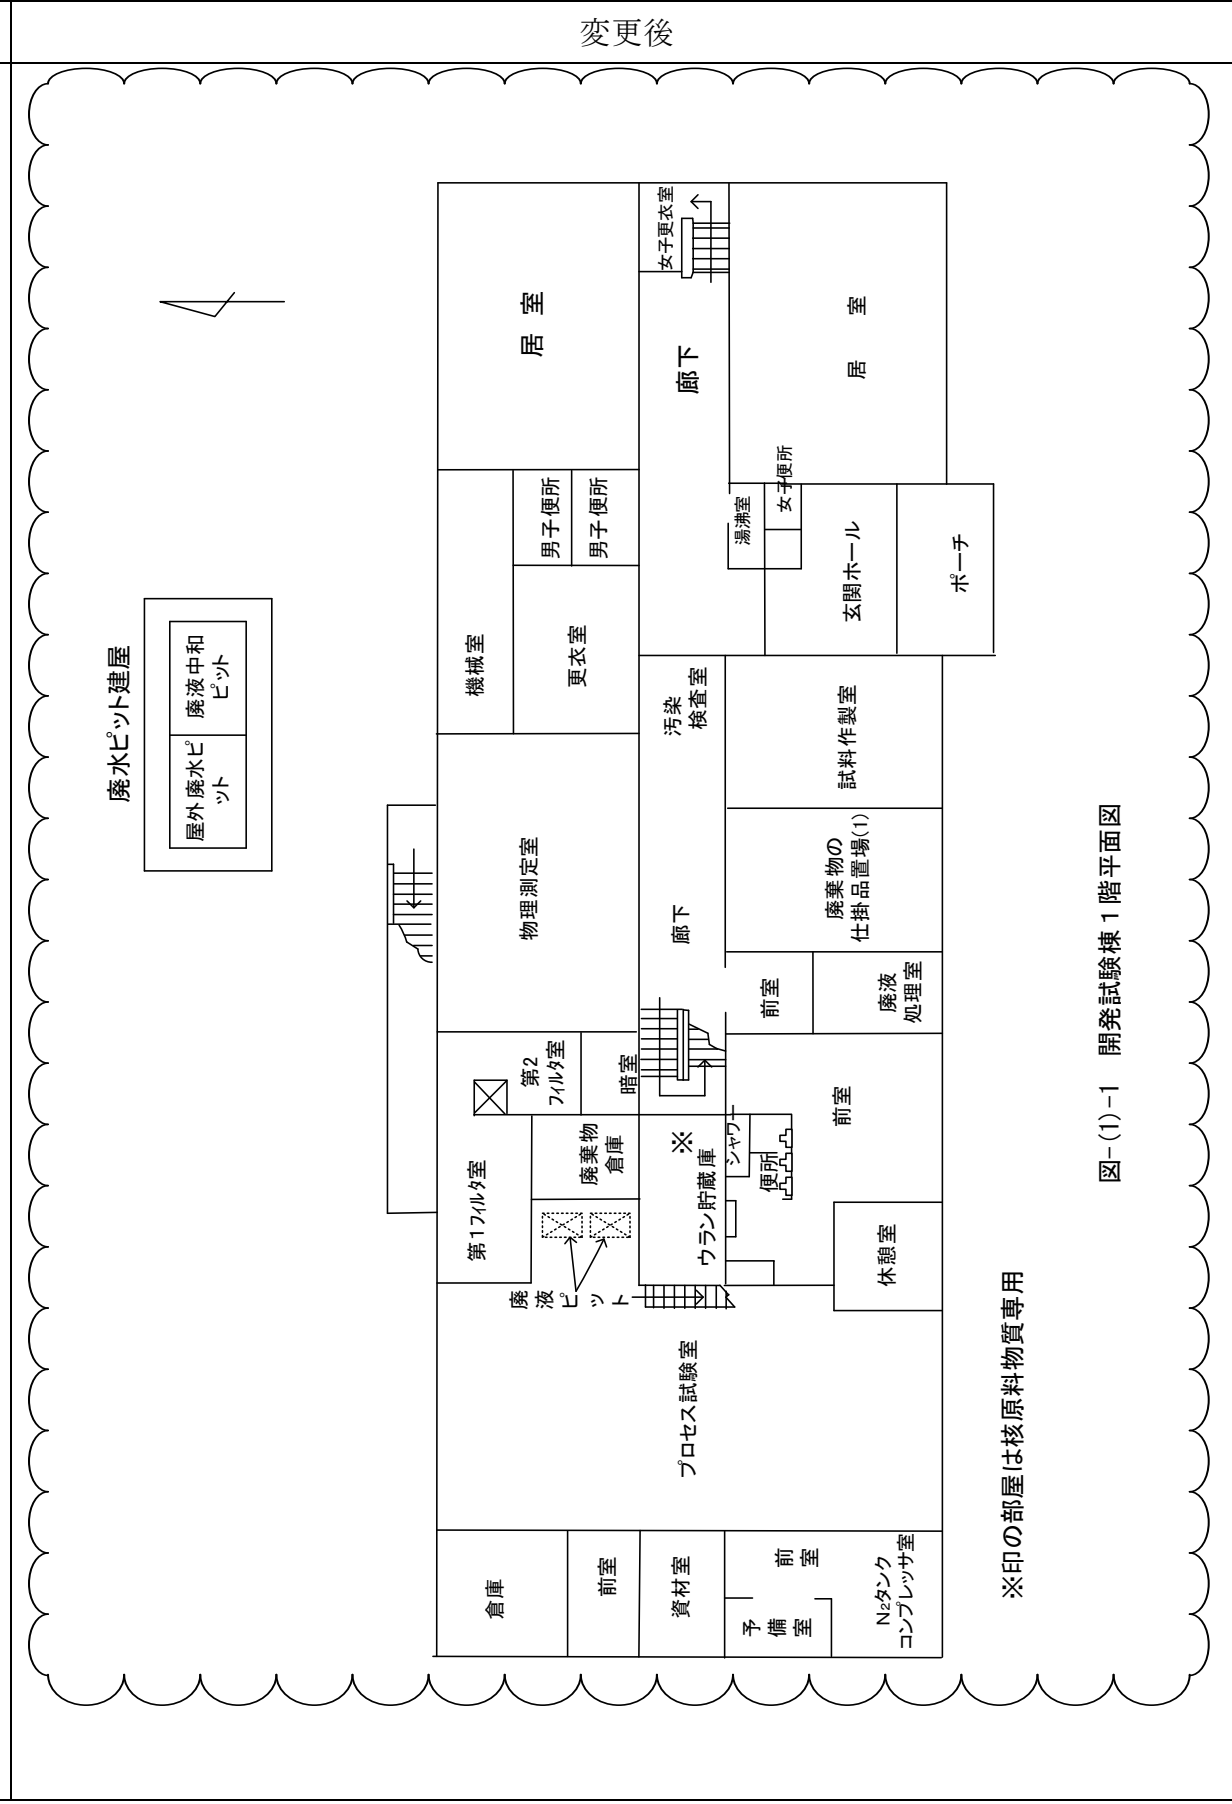 変更後
廃水ピット建屋
屋外廃水ピ
ット
廃液中和
ピット
倉庫
第1フィルタ室
第2
フィルタ室
物理測定室
機械室
男子便所
男子便所
更衣室
居 室
前室
廃液ピット
廃棄物
倉庫
暗室
資材室
プロセス試験室
ウラン貯蔵庫
※
廊下
汚染
検査室
廊下
女子更衣室
予備室
前室
便所
シャワー
前室
湯沸室
女子便所
N₂タンク
コンプレッサ室
休憩室
前室
廃液
処理室
廃棄物の
仕掛品置場(1)
試料作製室
玄関ホール
居 室
ポーチ
※印の部屋は核原料物質専用
図-(1)-1 開発試験棟1階平面図